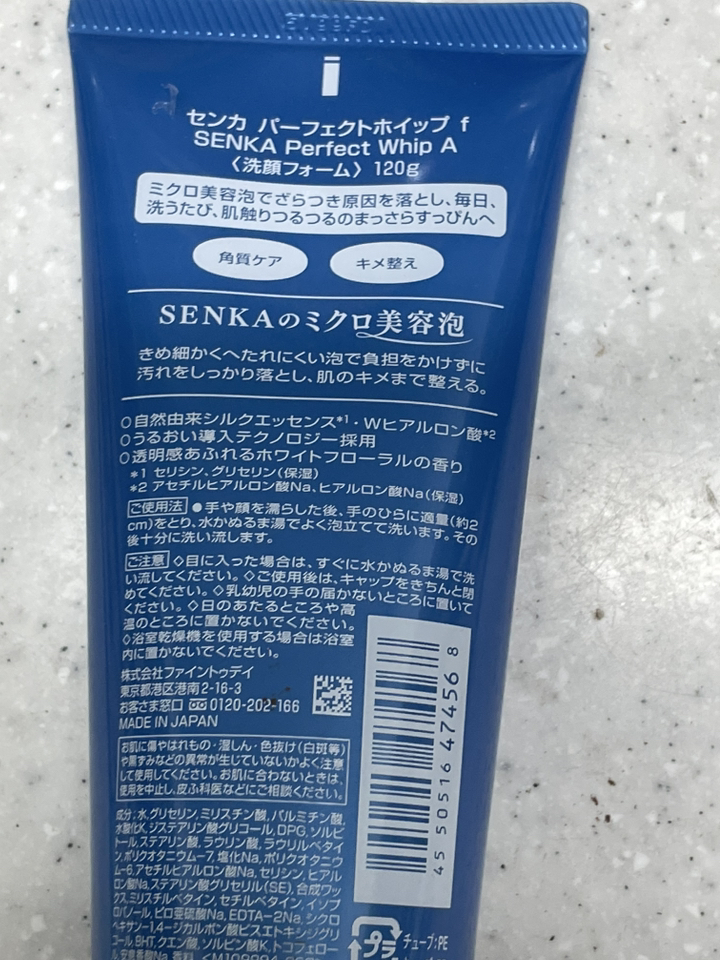 センカ パーフェクトホイップ f
SENKA Perfect Whip A
〈洗顔フォーム〉 120g
ミクロ美容泡でざらつき原因を落とし、毎日、
洗うたび、肌触りつるつるのまっさらすっぴんへ
角質ケア
キメ整え
SENKAのミクロ美容泡
きめ細かくへたれにくい泡で負担をかけずに
汚れをしっかり落とし、肌のキメまで整える。
○自然由来シルクエッセンス*1・Wヒアルロン酸*2
○うるおい導入テクノロジー採用
○透明感あふれるホワイトフローラルの香り
*1 セリシン、グリセリン(保湿)
*2 アセチルヒアルロン酸Na、ヒアルロン酸Na(保湿)
ご使用法 ●手や顔を濡らした後、手のひらに適量(約2
cm)をとり、水かぬるま湯でよく泡立てて洗います。その
後十分に洗い流します。
ご注意 ◇目に入った場合は、すぐに水かぬるま湯で洗
い流してください。◇ご使用後は、キャップをきちんと閉
めてください。◇乳幼児の手の届かないところに置いて
ください。◇日のあたるところや高
温のところに置かないでください。
◇浴室乾燥機を使用する場合は浴室
内に置かないでください。
株式会社ファイントゥデイ
東京都港区港南2-16-3
お客さま窓口 0120-202-166
MADE IN JAPAN
お肌に傷やはれもの・湿しん・色抜け(白斑等)
や黒ずみなどの異常が生じていないかよく注意
して使用してください。お肌に合わないときは、
使用を中止し、皮ふ科医などにご相談ください。
成分:水、グリセリン、ミリスチン酸、パルミチン酸、
水酸化K、ジステアリン酸グリコール、DPG、ソルビ
トール、ステアリン酸、ラウリン酸、ラウリルベタイ
ン、ポリクオタニウム-7、塩化Na、ポリクオタニウ
ム-6、アセチルヒアルロン酸Na、セリシン、ヒアル
ロン酸Na、ステアリン酸グリセリル(SE)、合成ワッ
クス、ミリスチルベタイン、セチルベタイン、イソプ
ロパノール、ピロ亜硫酸Na、EDTA-2Na、シクロ
ヘキサン-1,4-ジカルボン酸ビスエトキシジグリ
コール、BHT、クエン酸、ソルビン酸K、トコフェロー
ル、安息香酸Na、香料
4 550516 474568
プラ
チューブ:PE